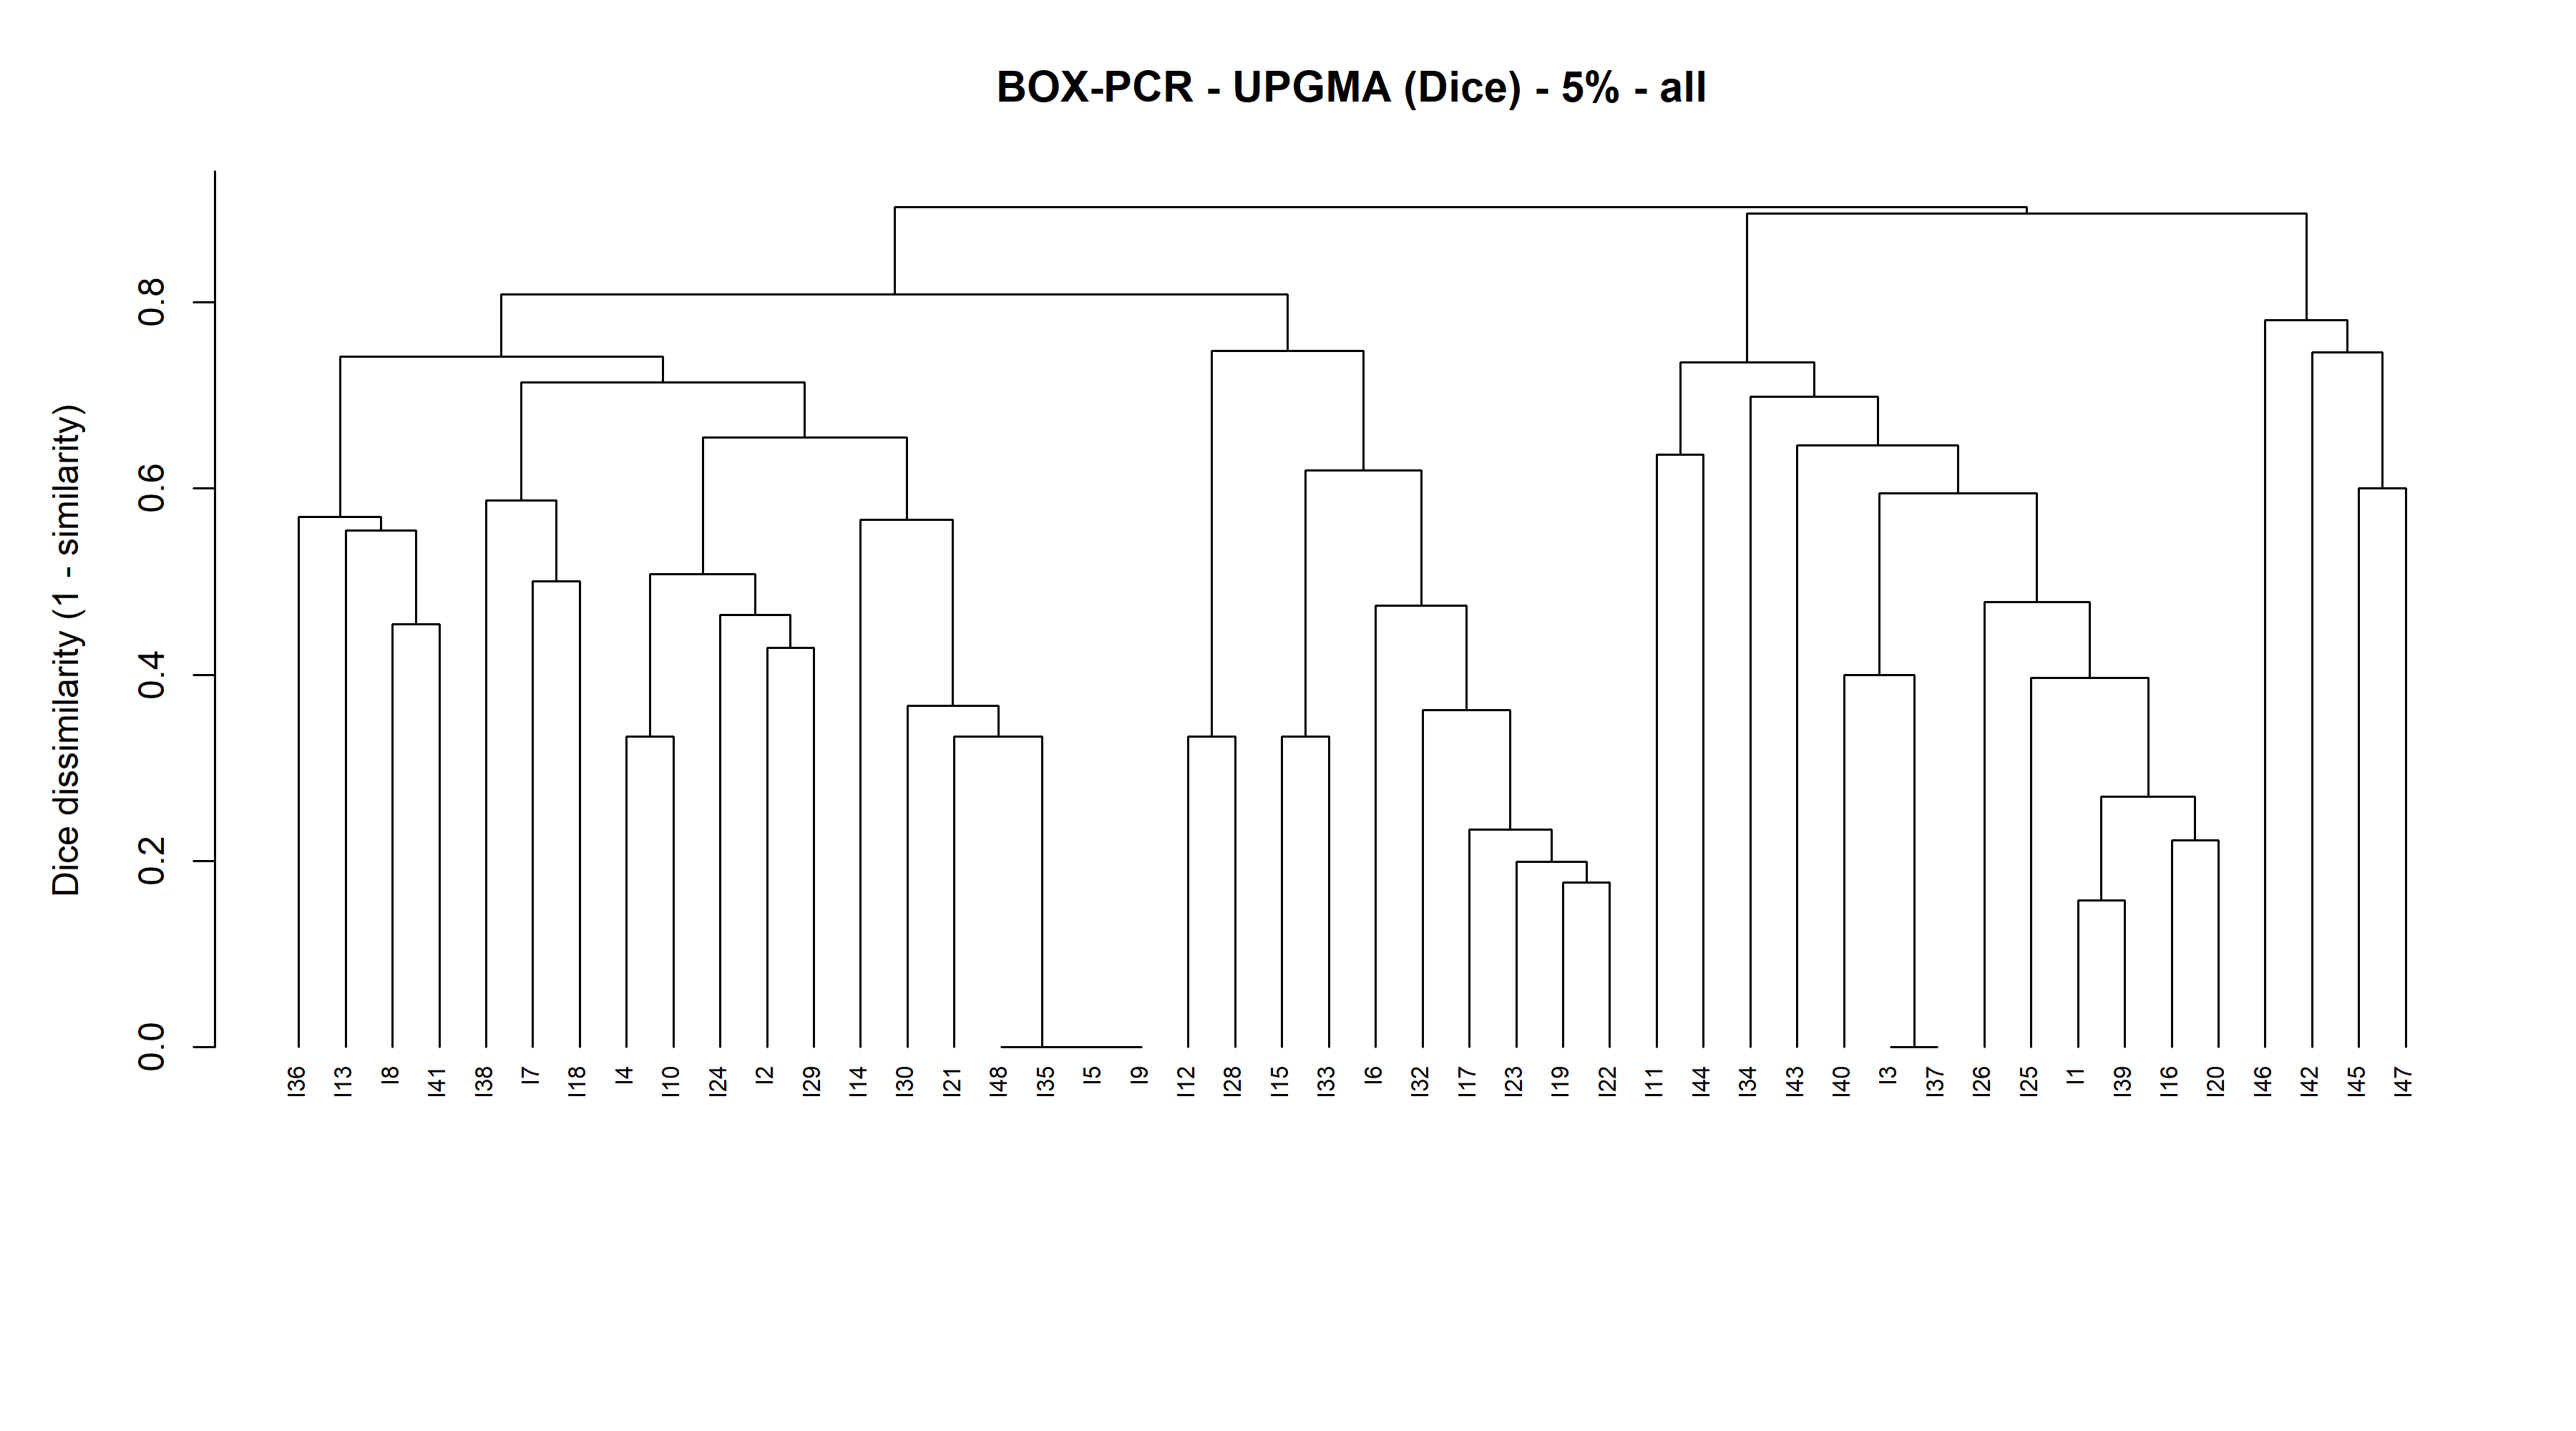 BOX-PCR - UPGMA (Dice) - 5% - all
Dice dissimilarity (1 - similarity)
0.8
0.6
0.4
0.2
0.0
I36 I13 I8 I41 I38 I7 I18 I4 I10 I24 I2 I29 I14 I30 I21 I48 I35 I5 I9 I12 I28 I15 I33 I6 I32 I17 I23 I19 I22 I11 I44 I34 I43 I40 I3 I37 I26 I25 I1 I39 I16 I20 I46 I42 I45 I47